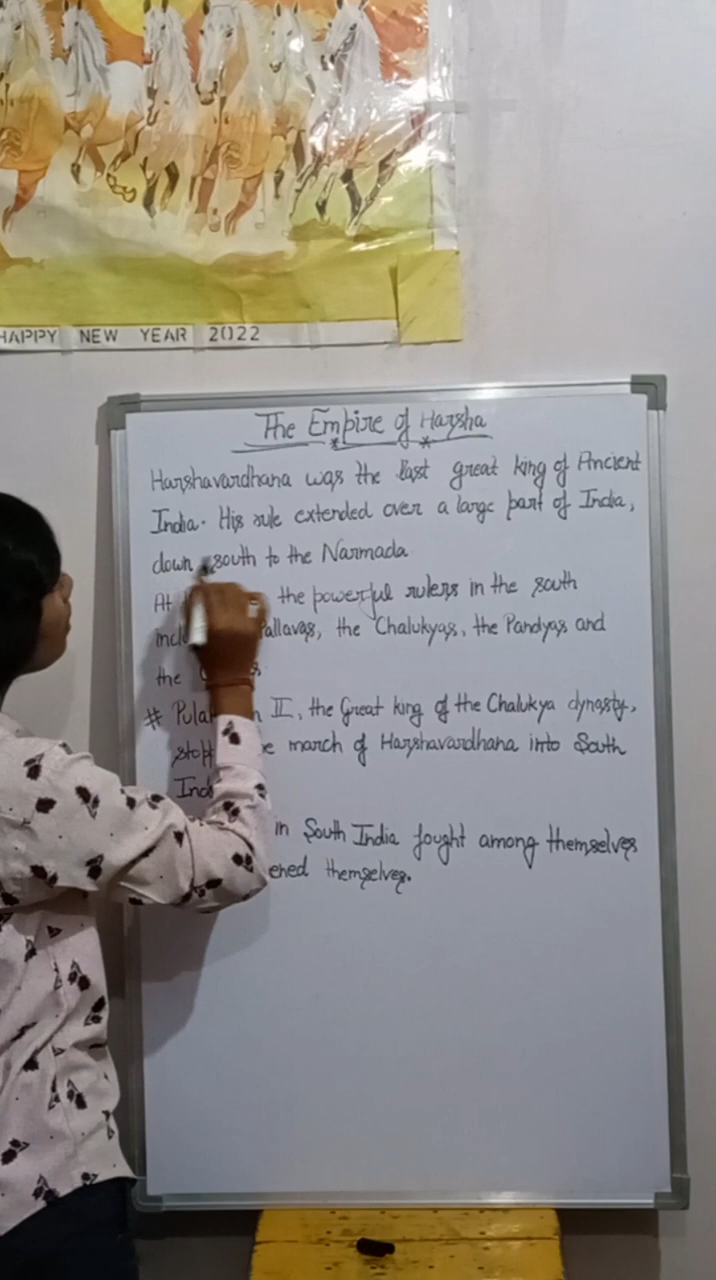 HAPPY NEW YEAR 2022
The Empire of Harsha
Harshavardhana was the last great king of Ancient
India. His rule extended over a large part of India,
down south to the Narmada.
At the powerful rulers in the south
Pallavas, the Chalukyas, the Pandyas and
the
# II, the Great king of the Chalukya dynasty,
march of Harshavardhana into South
in South India fought among themselves
themselves.